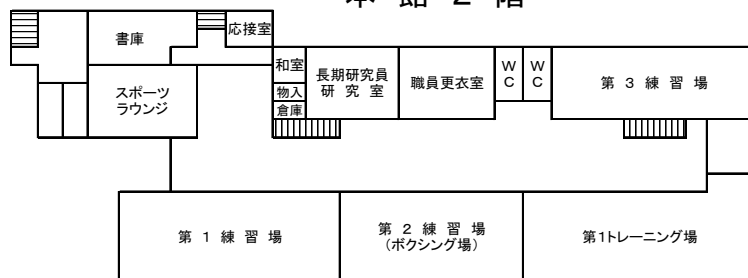 本館2階
書庫
応接室
スポーツ
ラウンジ
和室
物入
倉庫
長期研究員
研究室
職員更衣室
WC
WC
第3練習場
第1練習場
第2練習場
(ボクシング場)
第1トレーニング場